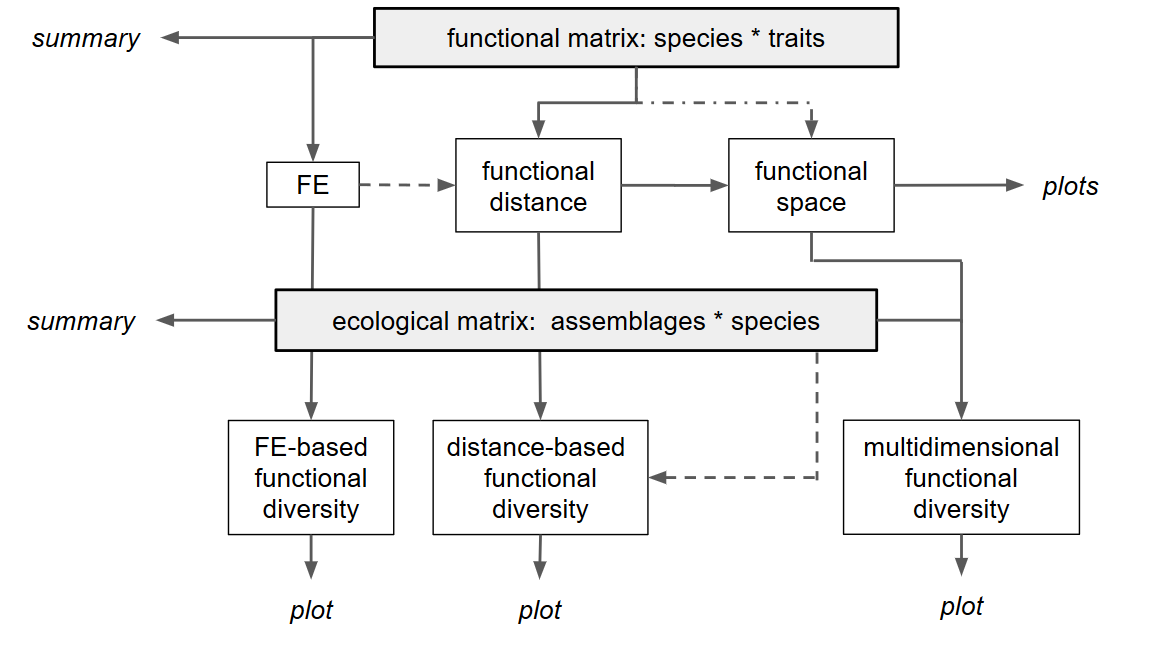 summary
functional matrix: species * traits
FE
functional
distance
functional
space
plots
summary
ecological matrix:  assemblages * species
FE-based
functional
diversity
distance-based
functional
diversity
multidimensional
functional
diversity
plot
plot
plot